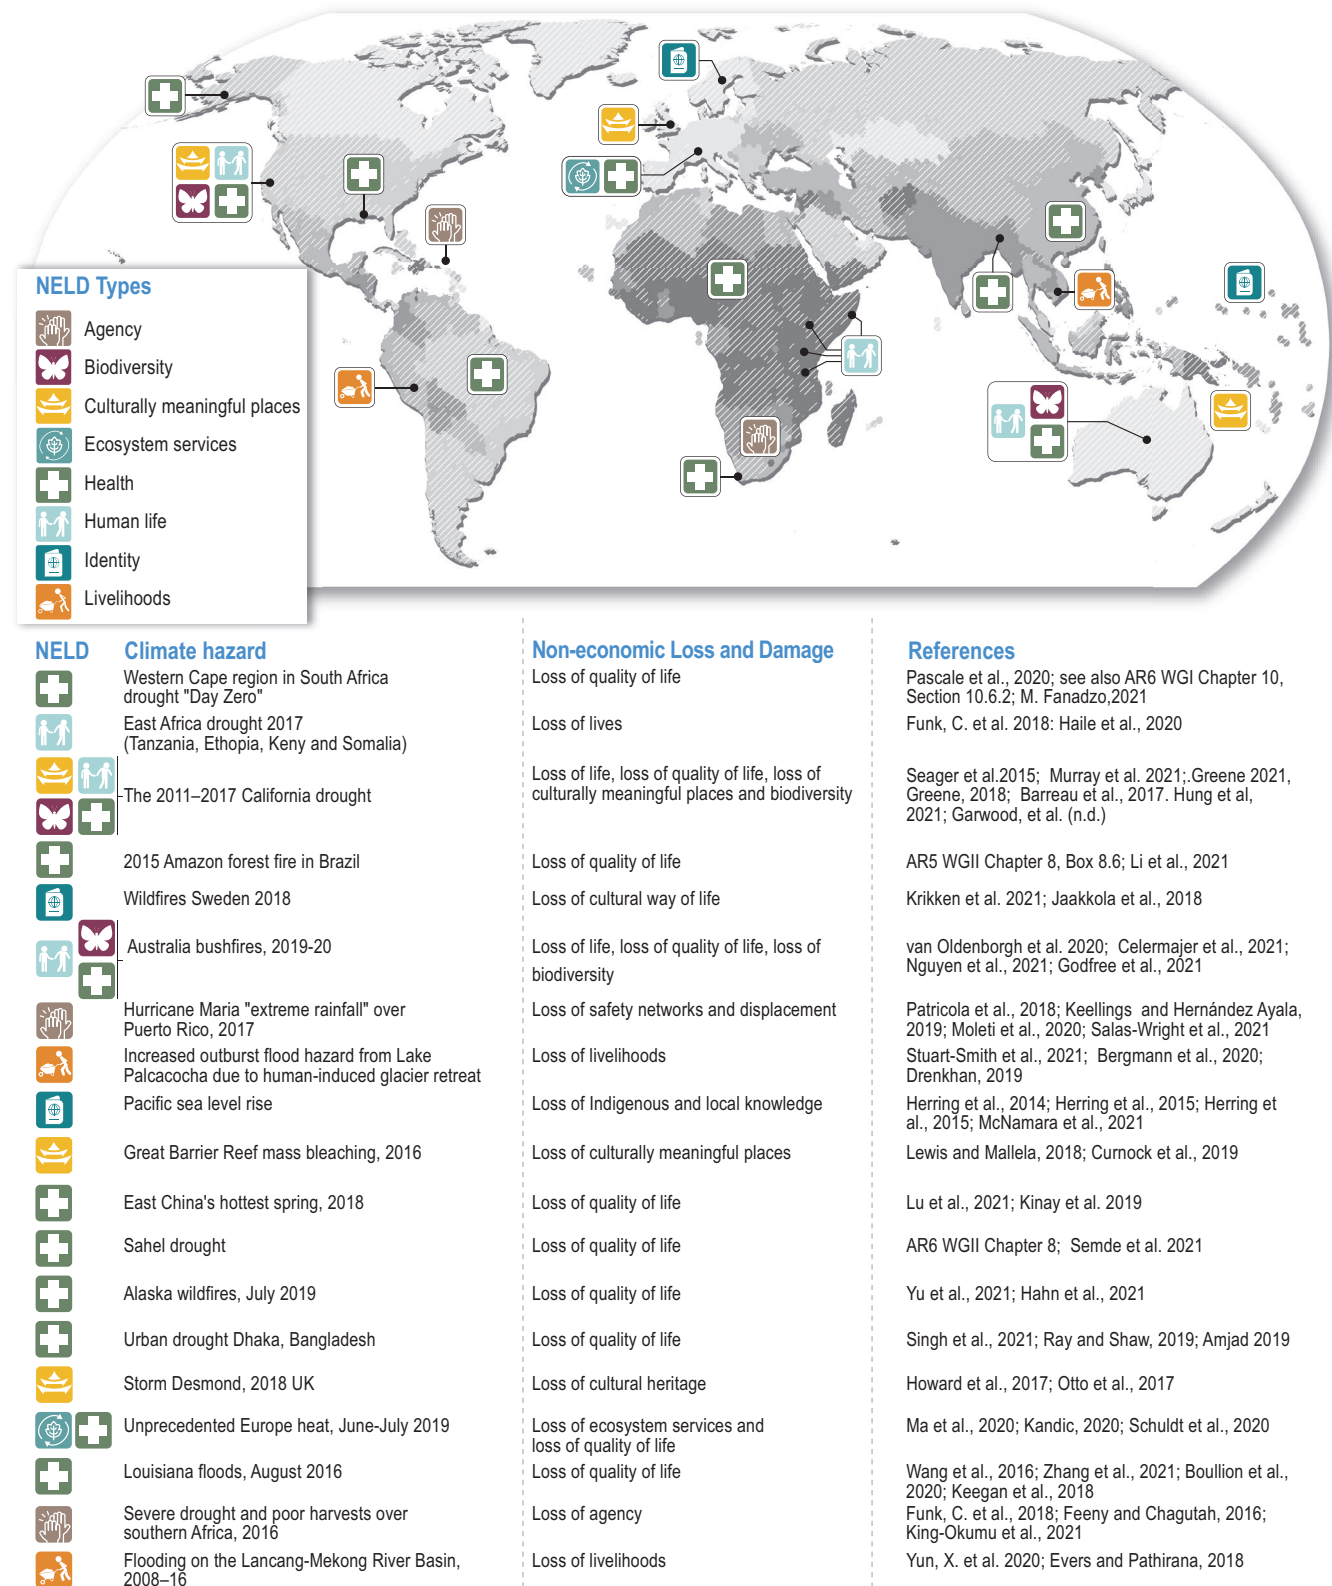 NELD Types
Agency
Biodiversity
Culturally meaningful places
Ecosystem services
Health
Human life
Identity
Livelihoods
NELD Climate hazard Non-economic Loss and Damage References
Western Cape region in South Africa Loss of quality of life Pascale et al., 2020; see also AR6 WGI Chapter 10,
drought "Day Zero" Section 10.6.2; M. Fanadzo,2021
East Africa drought 2017 Loss of lives Funk, C. et al. 2018: Haile et al., 2020
(Tanzania, Ethopia, Keny and Somalia)
The 2011–2017 California drought
Loss of life, loss of quality of life, loss of
culturally meaningful places and biodiversity
Seager et al.2015; Murray et al. 2021;.Greene 2021,
Greene, 2018; Barreau et al., 2017. Hung et al,
2021; Garwood, et al. (n.d.)
2015 Amazon forest fire in Brazil Loss of quality of life AR5 WGII Chapter 8, Box 8.6; Li et al., 2021
Wildfires Sweden 2018 Loss of cultural way of life Krikken et al. 2021; Jaakkola et al., 2018
Australia bushfires, 2019-20 Loss of life, loss of quality of life, loss of van Oldenborgh et al. 2020; Celermajer et al., 2021;
biodiversity Nguyen et al., 2021; Godfree et al., 2021
Hurricane Maria "extreme rainfall" over Loss of safety networks and displacement Patricola et al., 2018; Keellings and Hernández Ayala,
Puerto Rico, 2017 2019; Moleti et al., 2020; Salas-Wright et al., 2021
Increased outburst flood hazard from Lake Loss of livelihoods Stuart-Smith et al., 2021; Bergmann et al., 2020;
Palcacocha due to human-induced glacier retreat Drenkhan, 2019
Pacific sea level rise Loss of Indigenous and local knowledge Herring et al., 2014; Herring et al., 2015; Herring et
al., 2015; McNamara et al., 2021
Great Barrier Reef mass bleaching, 2016 Loss of culturally meaningful places Lewis and Mallela, 2018; Curnock et al., 2019
East China's hottest spring, 2018 Loss of quality of life Lu et al., 2021; Kinay et al. 2019
Sahel drought Loss of quality of life AR6 WGII Chapter 8; Semde et al. 2021
Alaska wildfires, July 2019 Loss of quality of life Yu et al., 2021; Hahn et al., 2021
Urban drought Dhaka, Bangladesh Loss of quality of life Singh et al., 2021; Ray and Shaw, 2019; Amjad 2019
Storm Desmond, 2018 UK Loss of cultural heritage Howard et al., 2017; Otto et al., 2017
Unprecedented Europe heat, June-July 2019 Loss of ecosystem services and Ma et al., 2020; Kandic, 2020; Schuldt et al., 2020
loss of quality of life
Louisiana floods, August 2016 Loss of quality of life Wang et al., 2016; Zhang et al., 2021; Boullion et al.,
2020; Keegan et al., 2018
Severe drought and poor harvests over Loss of agency Funk, C. et al., 2018; Feeny and Chagutah, 2016;
southern Africa, 2016 King-Okumu et al., 2021
Flooding on the Lancang-Mekong River Basin, Loss of livelihoods Yun, X. et al. 2020; Evers and Pathirana, 2018
2008–16